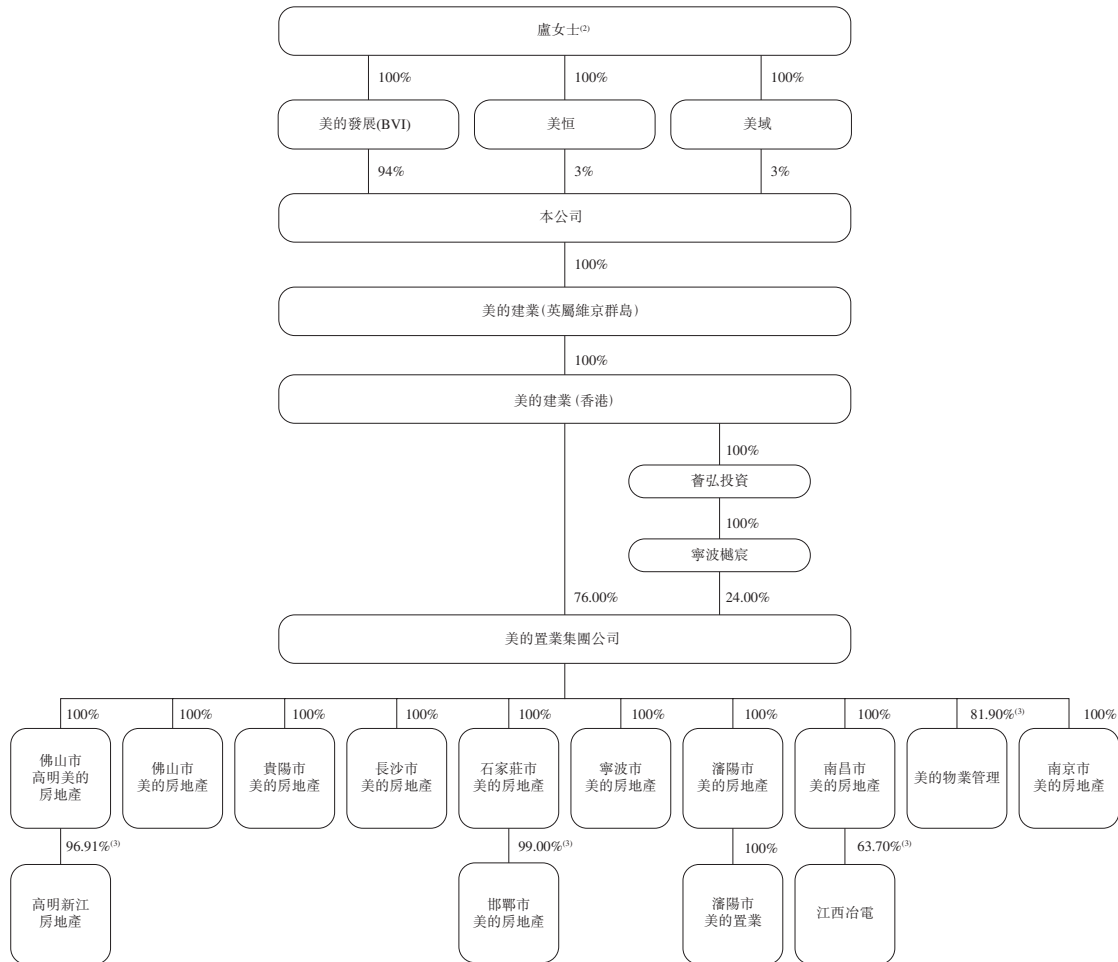 盧女士(2)
100%
100%
100%
美的發展(BVI)
美恒
美域
94%
3%
3%
本公司
100%
美的建業(英屬維京群島)
100%
美的建業(香港)
100%
薈弘投資
100%
寧波樾宸
76.00%
24.00%
美的置業集團公司
100%
100%
100%
100%
100%
100%
100%
100%
81.90%(3)
100%
佛山市
高明美的
房地產
佛山市
美的房地產
貴陽市
美的房地產
長沙市
美的房地產
石家莊市
美的房地產
寧波市
美的房地產
瀋陽市
美的房地產
南昌市
美的房地產
美的物業管理
南京市
美的房地產
96.91%(3)
99.00%(3)
100%
63.70%(3)
高明新江
房地產
邯鄲市
美的房地產
瀋陽市
美的置業
江西冶電